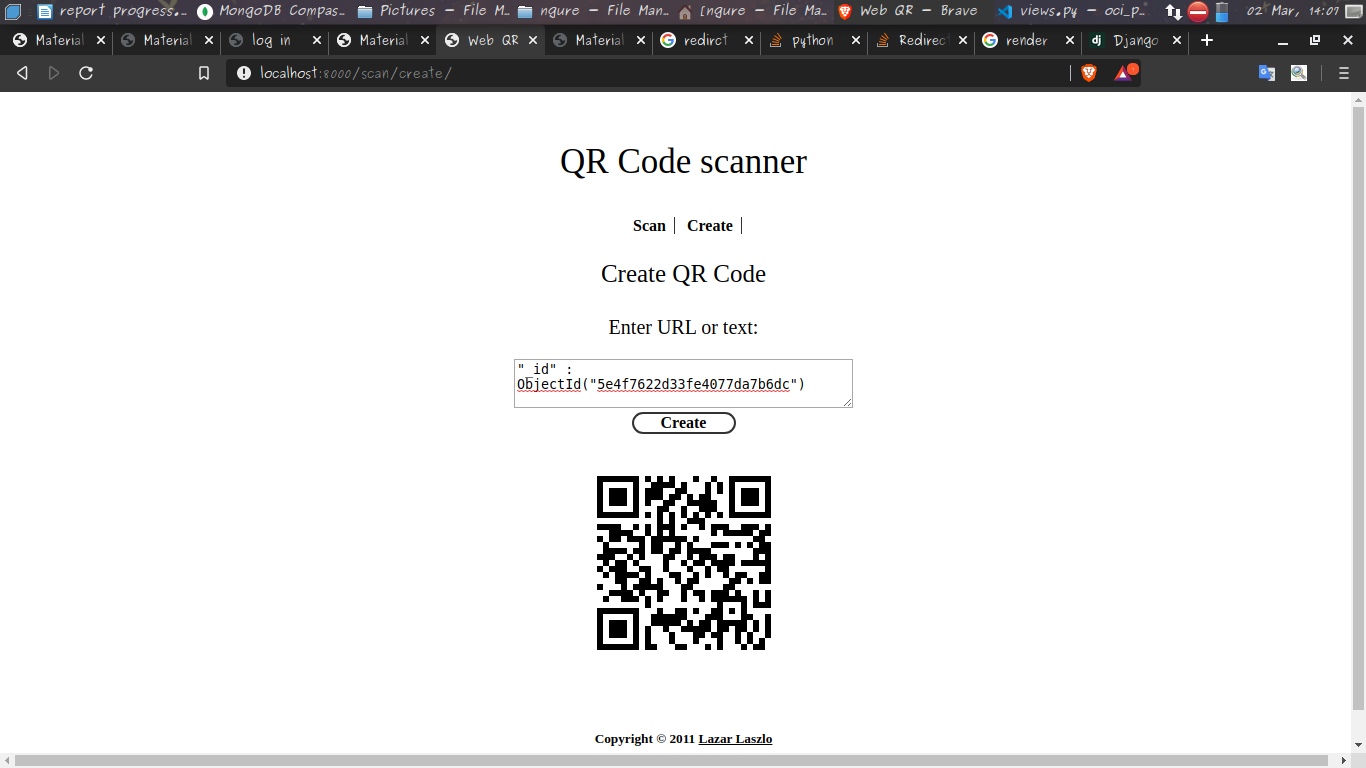 report progress....
MongoDB Compas...
Pictures - File M...
ngure - File Man...
[ngure - File Ma...
Web QR - Brave
views.py - oci_p...
02 Mar, 14:07
Material
Material
log in
Material
Web QR
Material
redirct
python
Redirec
render
Django
localhost:8000/scan/create/
QR Code scanner
Scan
Create
Create QR Code
Enter URL or text:
"_id" :
ObjectId("5e4f7622d33fe4077da7b6dc")
Create
Copyright © 2011 Lazar Laszlo